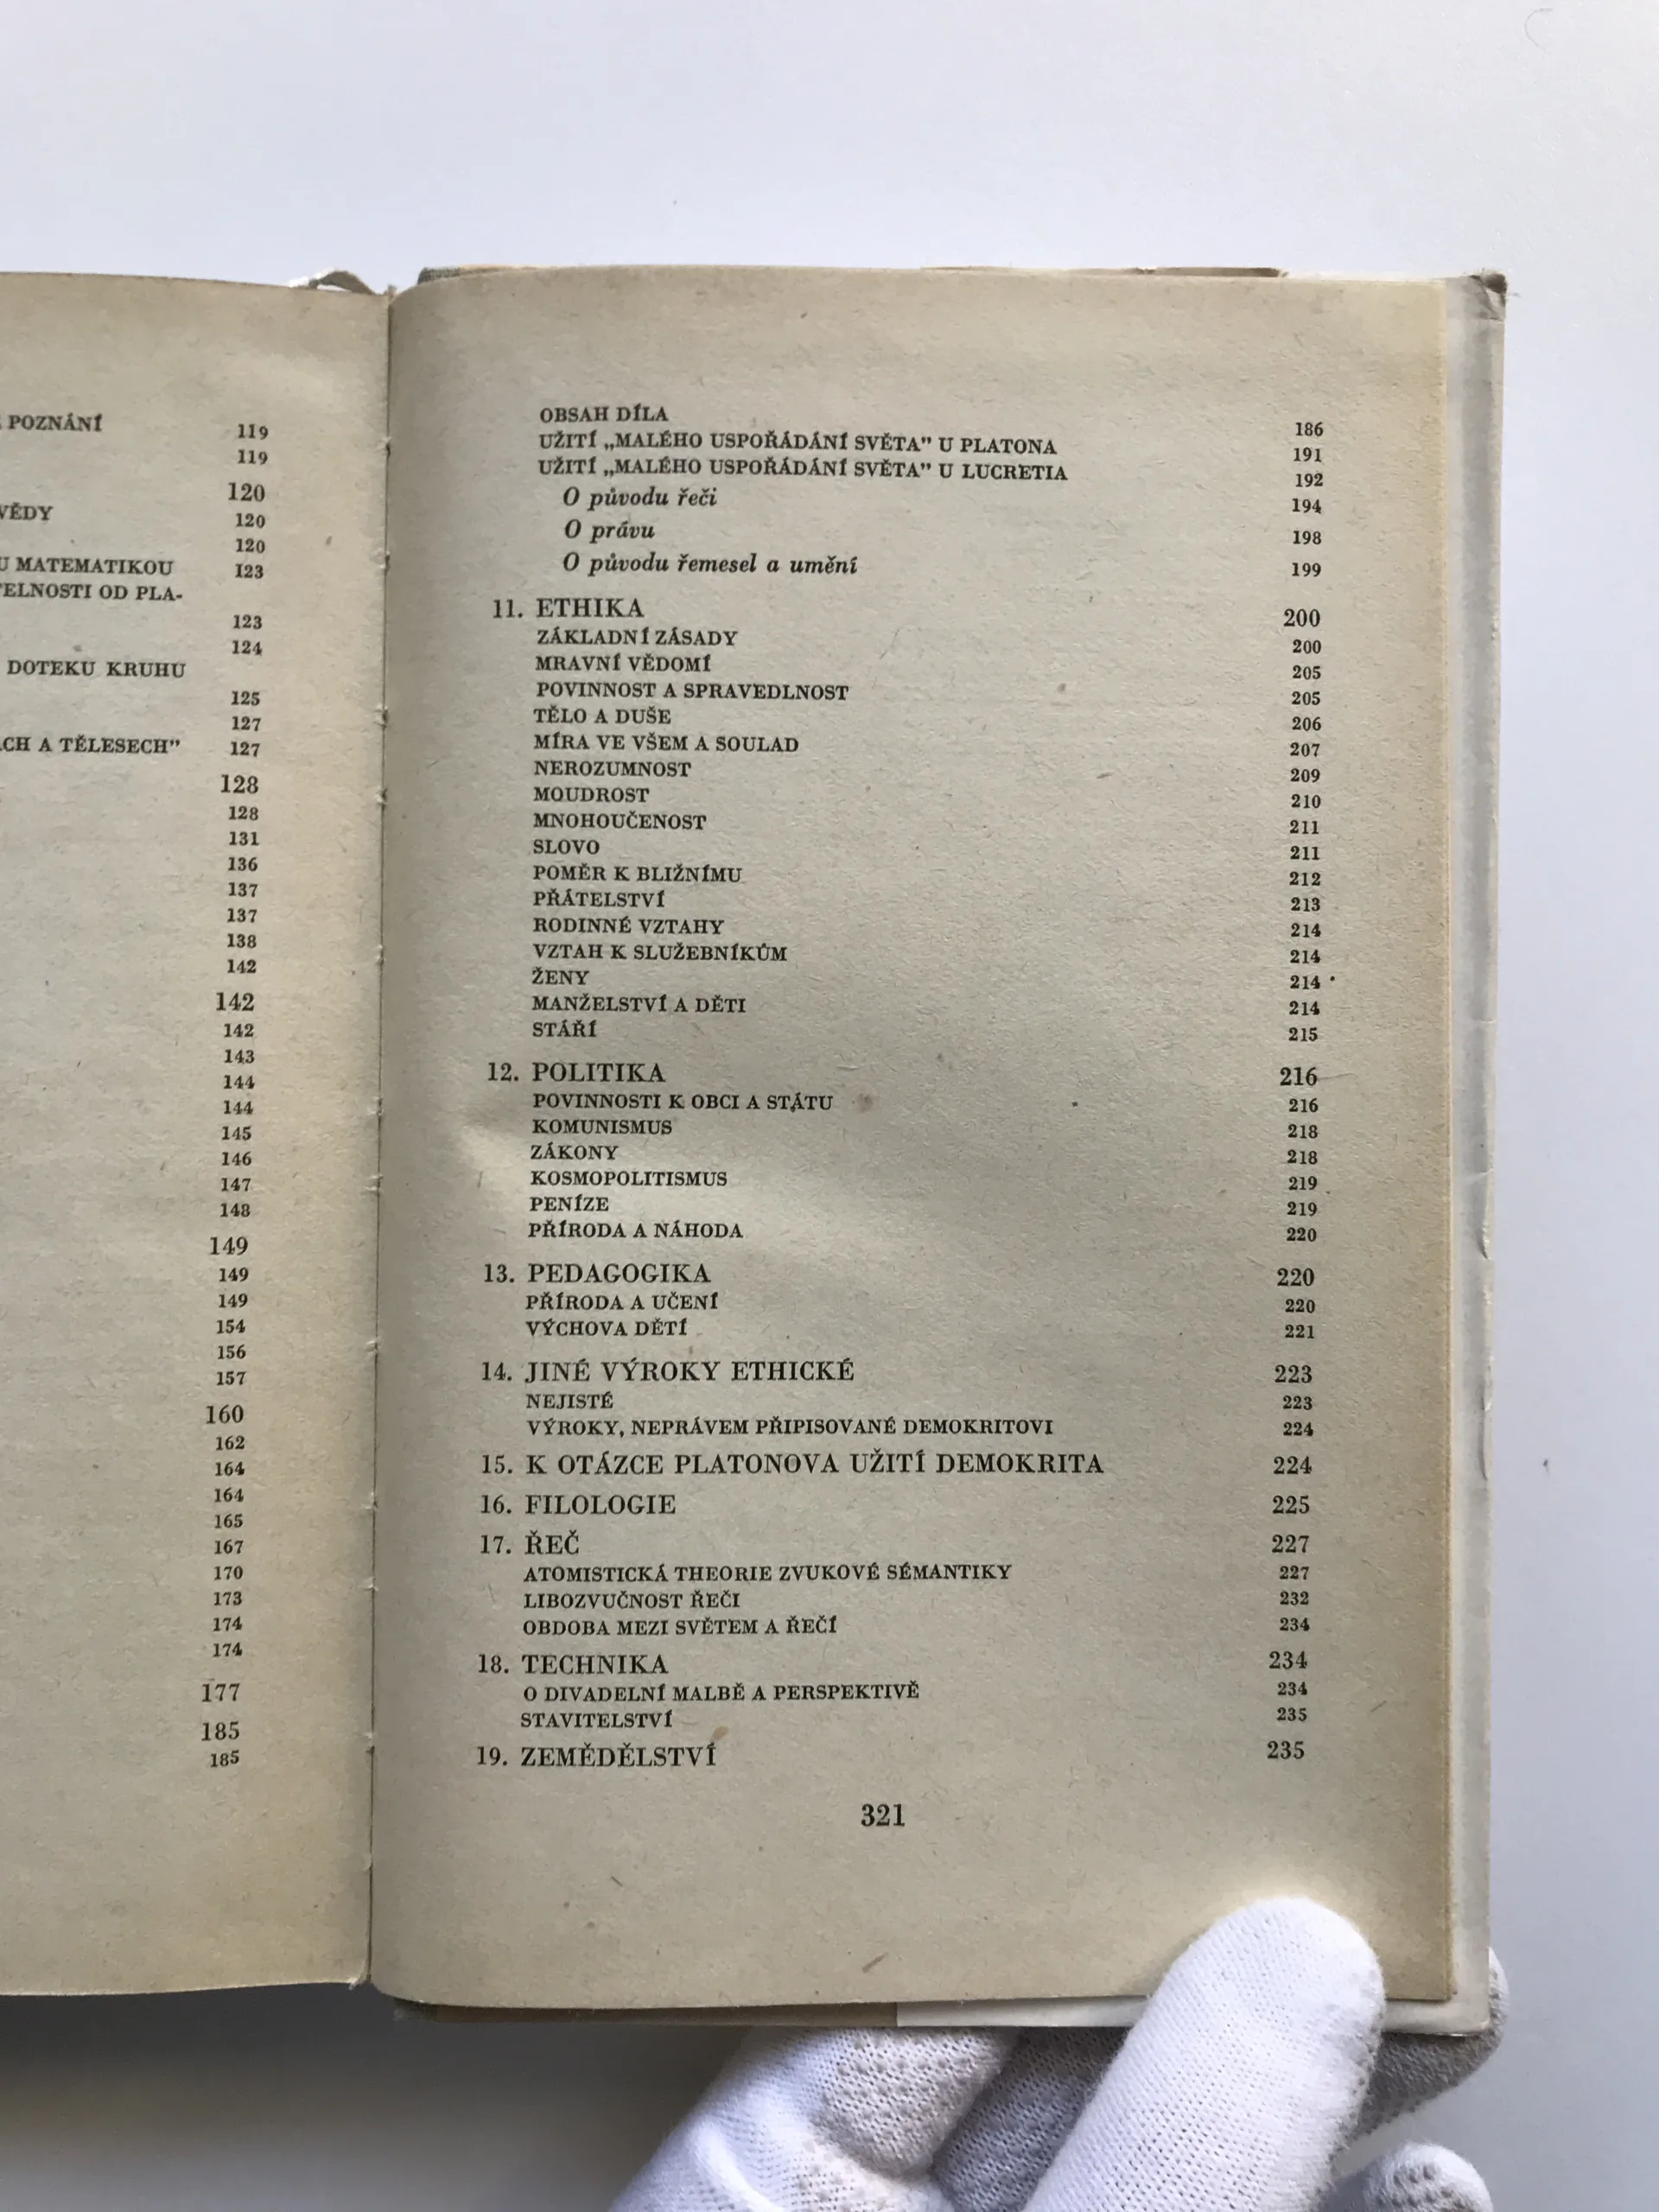 POZNÁNÍ 119
119
120
VĚDY 120
120
U MATEMATIKOU 123
TELNOSTI OD PLA-
123
124
DOTEKU KRUHU
125
127
ACH A TĚLESECH" 127
128
128
131
136
137
137
138
142
142
142
143
144
144
145
146
147
148
149
149
149
154
156
157
160
162
164
164
165
167
170
173
174
174
177
185
185
OBSAH DÍLA 186
UŽITÍ „MALÉHO USPOŘÁDÁNÍ SVĚTA" U PLATONA 191
UŽITÍ „MALÉHO USPOŘÁDÁNÍ SVĚTA" U LUCRETIA 192
O původu řeči 194
O právu 198
O původu řemesel a umění 199
11. ETHIKA 200
ZÁKLADNÍ ZÁSADY 200
MRAVNÍ VĚDOMÍ 205
POVINNOST A SPRAVEDLNOST 205
TĚLO A DUŠE 206
MÍRA VE VŠEM A SOULAD 207
NEROZUMNOST 209
MOUDROST 210
MNOHOUČENOST 211
SLOVO 211
POMĚR K BLIŽNÍMU 212
PŘÁTELSTVÍ 213
RODINNÉ VZTAHY 214
VZTAH K SLUŽEBNÍKŮM 214
ŽENY 214
MANŽELSTVÍ A DĚTI 214
STÁŘÍ 215
12. POLITIKA 216
POVINNOSTI K OBCI A STÁTU 216
KOMUNISMUS 218
ZÁKONY 218
KOSMOPOLITISMUS 219
PENÍZE 219
PŘÍRODA A NÁHODA 220
13. PEDAGOGIKA 220
PŘÍRODA A UČENÍ 220
VÝCHOVA DĚTÍ 221
14. JINÉ VÝROKY ETHICKÉ 223
NEJISTÉ 223
VÝROKY, NEPRÁVEM PŘIPISOVANÉ DEMOKRITOVI 224
15. K OTÁZCE PLATONOVA UŽITÍ DEMOKRITA 224
16. FILOLOGIE 225
17. ŘEČ 227
ATOMISTICKÁ THEORIE ZVUKOVÉ SÉMANTIKY 227
LIBOZVUČNOST ŘEČI 232
OBDOBA MEZI SVĚTEM A ŘEČÍ 234
18. TECHNIKA 234
O DIVADELNÍ MALBĚ A PERSPEKTIVĚ 234
STAVITELSTVÍ 235
19. ZEMĚDĚLSTVÍ 235
321